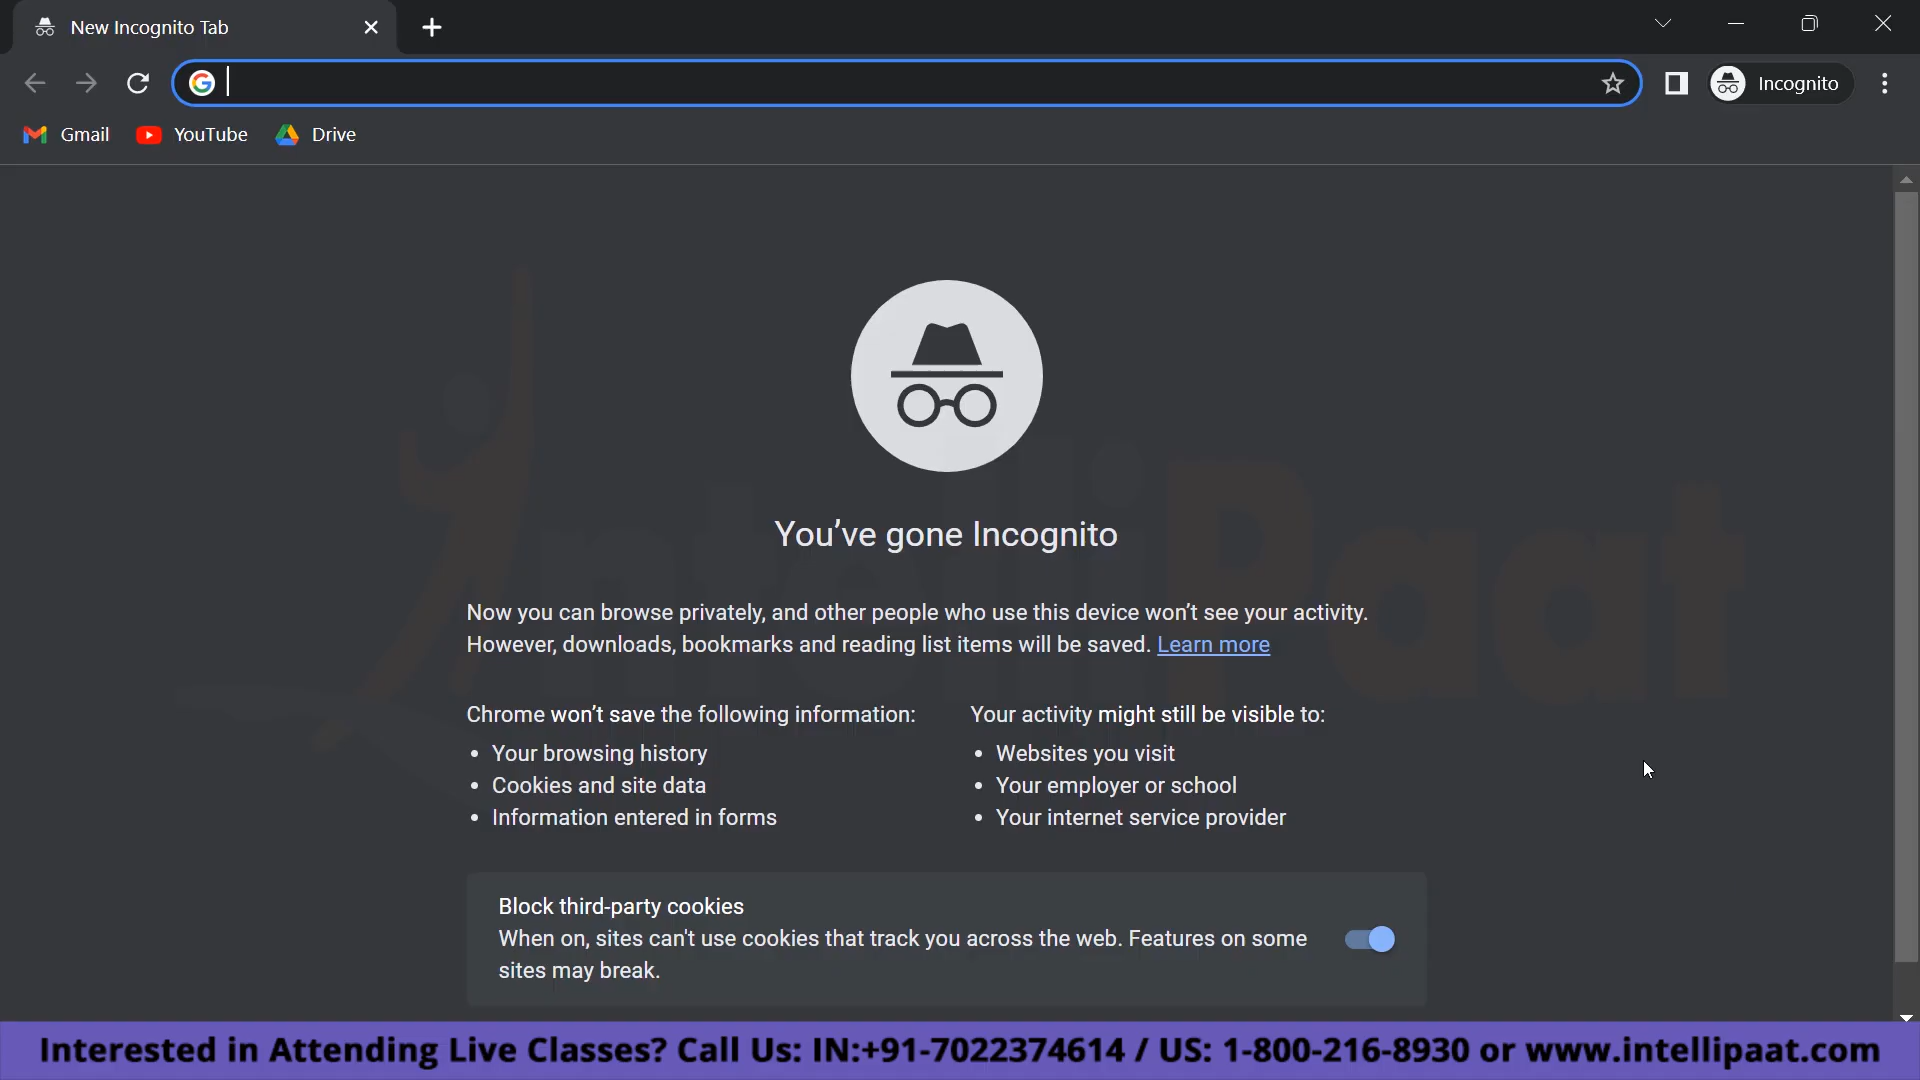 New Incognito Tab
Incognito
Gmail YouTube Drive
IntelliPaat
You've gone Incognito
Now you can browse privately, and other people who use this device won't see your activity.
However, downloads, bookmarks and reading list items will be saved. Learn more
Chrome won't save the following information:
• Your browsing history
• Cookies and site data
• Information entered in forms
Your activity might still be visible to:
• Websites you visit
• Your employer or school
• Your internet service provider
Block third-party cookies
When on, sites can't use cookies that track you across the web. Features on some
sites may break.
Interested in Attending Live Classes? Call Us: IN:+91-7022374614 / US: 1-800-216-8930 or www.intellipaat.com